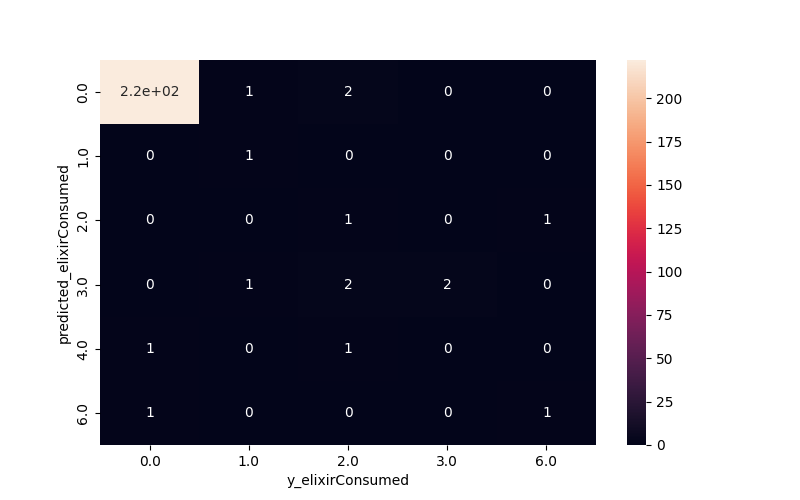 0.0 2.2e+02 1 2 0 0
1.0 0 1 0 0 0
2.0 0 0 1 0 1
3.0 0 1 2 2 0
4.0 1 0 1 0 0
6.0 1 0 0 0 1
0.0 1.0 2.0 3.0 6.0
y_elixirConsumed
predicted_elixirConsumed
200
175
150
125
100
75
50
25
0